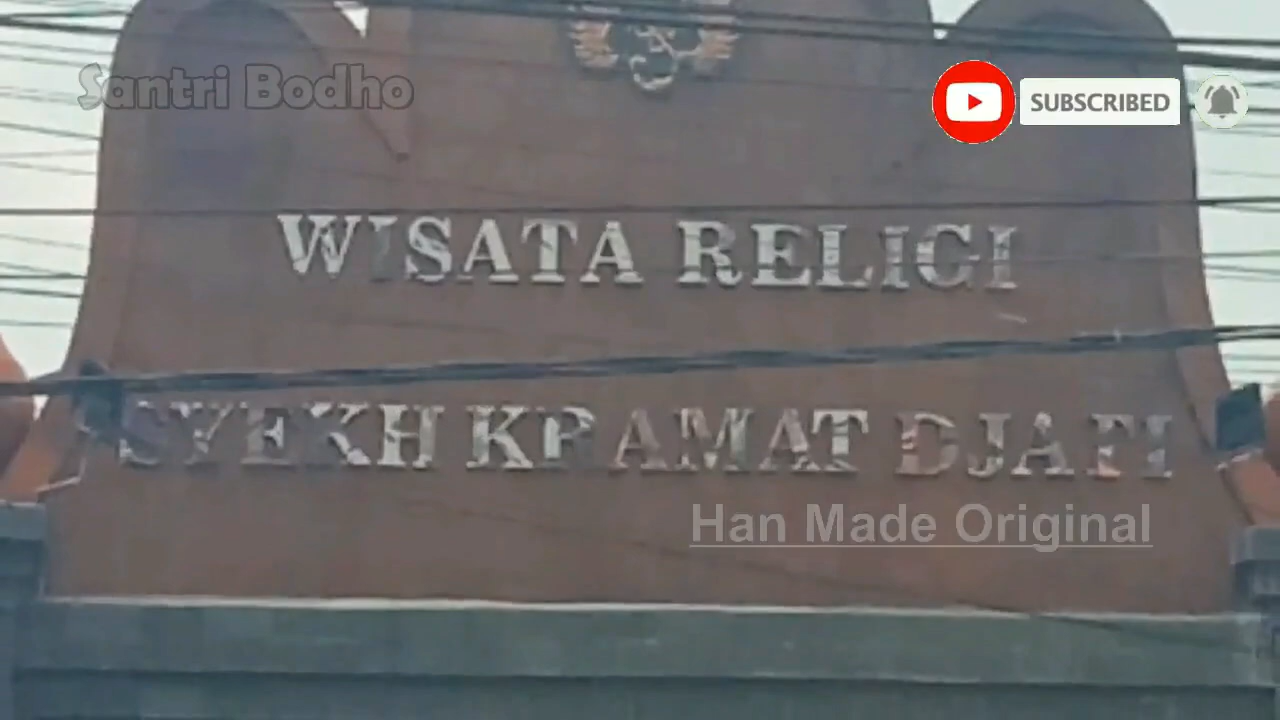 Santri Bodho
SUBSCRIBED
WISATA RELIGI
SYEKH KRAMAT DJATI
Han Made Original